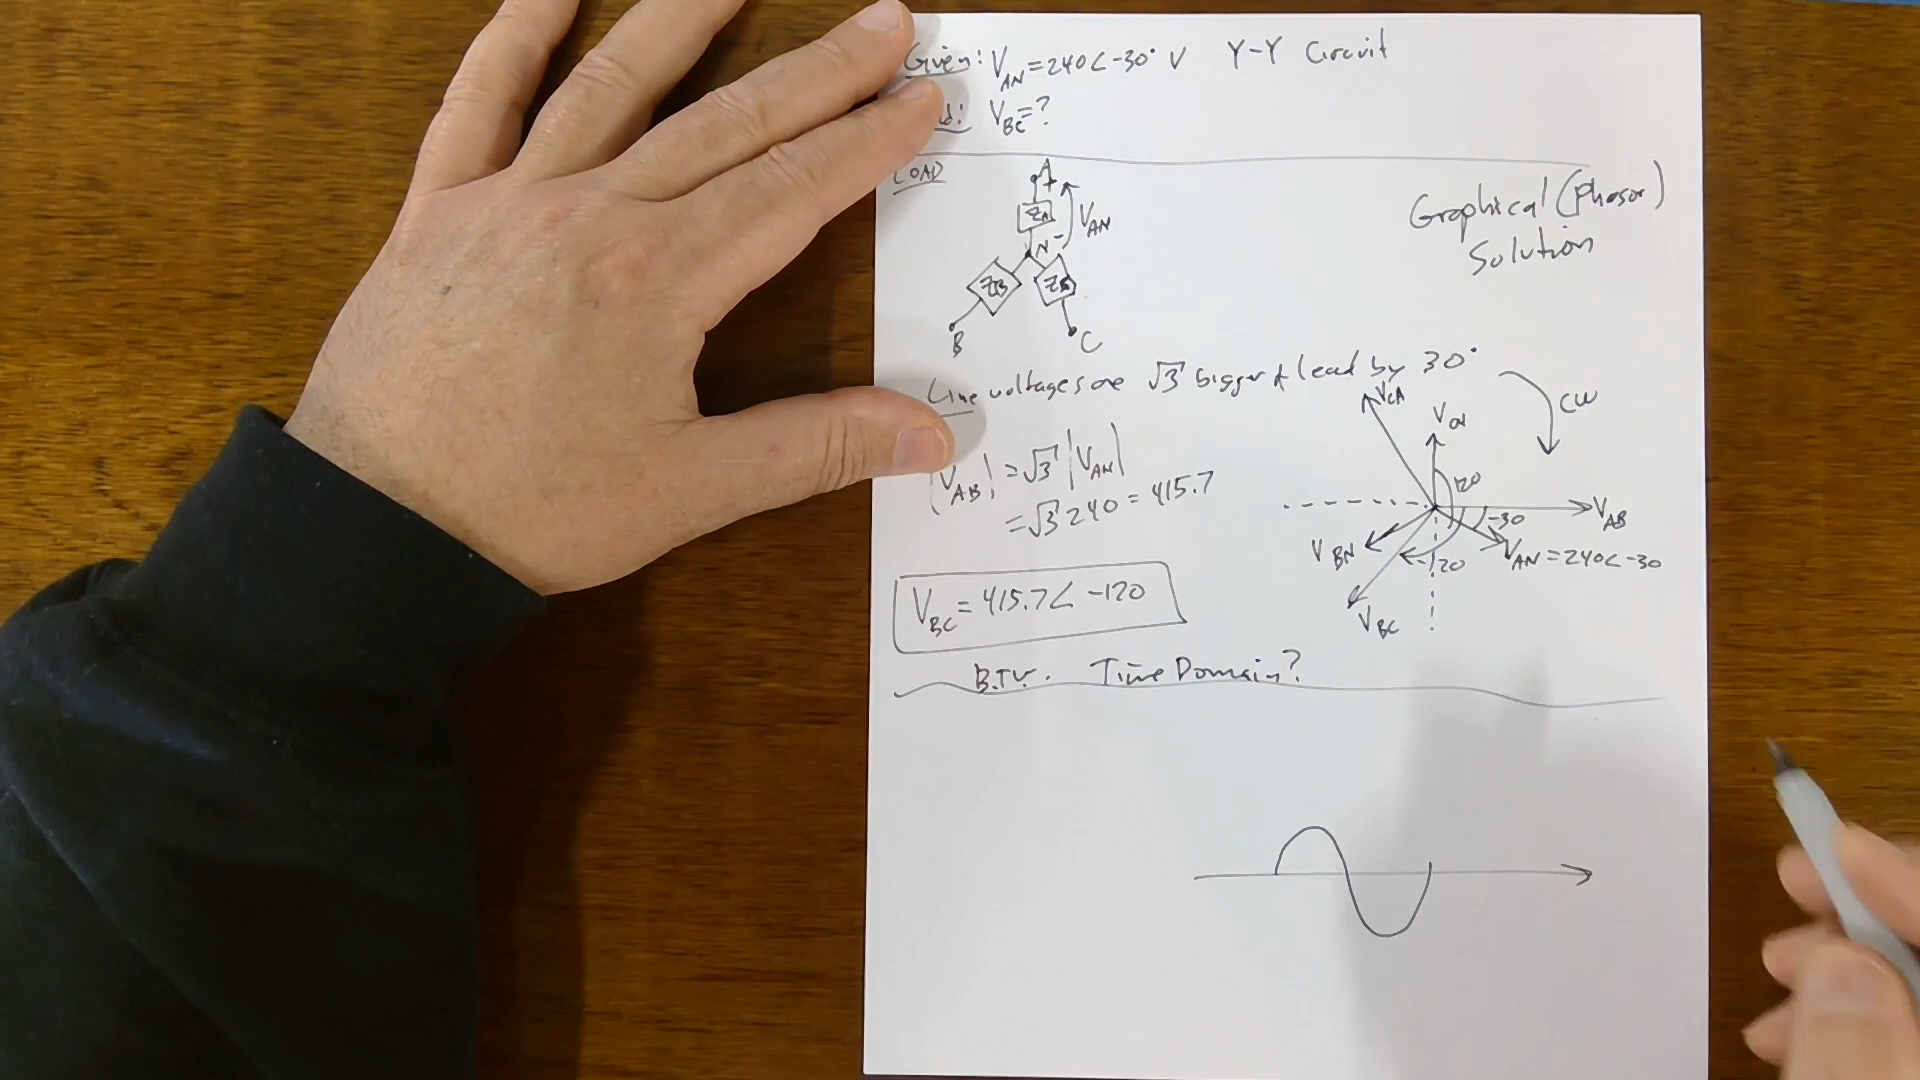 Given: V_AN = 240∠-30° V Y-Y Circuit
d: V_BC = ?
LOAD
A
+
Z_A
V_AN
N -
Z_B
B
C
Graphical (phasor)
Solution
Line voltages are √3 bigger & lead by 30°
CW
V_CA
V_CN
|V_AB| = √3 |V_AN|
= √3 240 = 415.7
120
V_AB
-30
V_BN
-120
V_AN = 240∠-30
V_BC
V_BC = 415.7∠ -120
B.T.W. Time Domain?